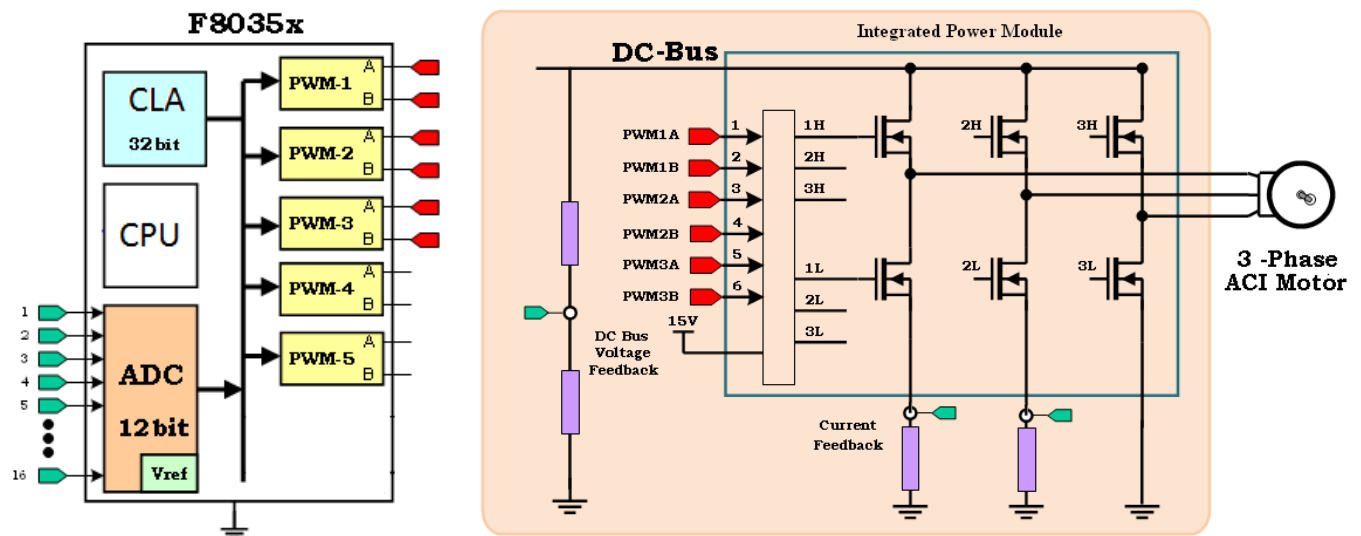 F8035x
CLA
32bit
CPU
1
2
3
4
5
16
ADC
12bit
Vref
PWM-1
A
B
PWM-2
A
B
PWM-3
A
B
PWM-4
A
B
PWM-5
A
B
Integrated Power Module
DC-Bus
PWM1A
1
PWM1B
2
PWM2A
3
PWM2B
4
PWM3A
5
PWM3B
6
15V
1H
2H
3H
1L
2L
3L
2H
3H
2L
3L
DC Bus
Voltage
Feedback
Current
Feedback
3 -Phase
ACI Motor